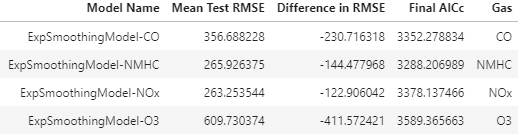 Model Name Mean Test RMSE Difference in RMSE Final AICc Gas
ExpSmoothingModel-CO 356.688228 -230.716318 3352.278834 CO
ExpSmoothingModel-NMHC 265.926375 -144.477968 3288.206989 NMHC
ExpSmoothingModel-NOx 263.253544 -122.906042 3378.137466 NOx
ExpSmoothingModel-O3 609.730374 -411.572421 3589.365663 O3